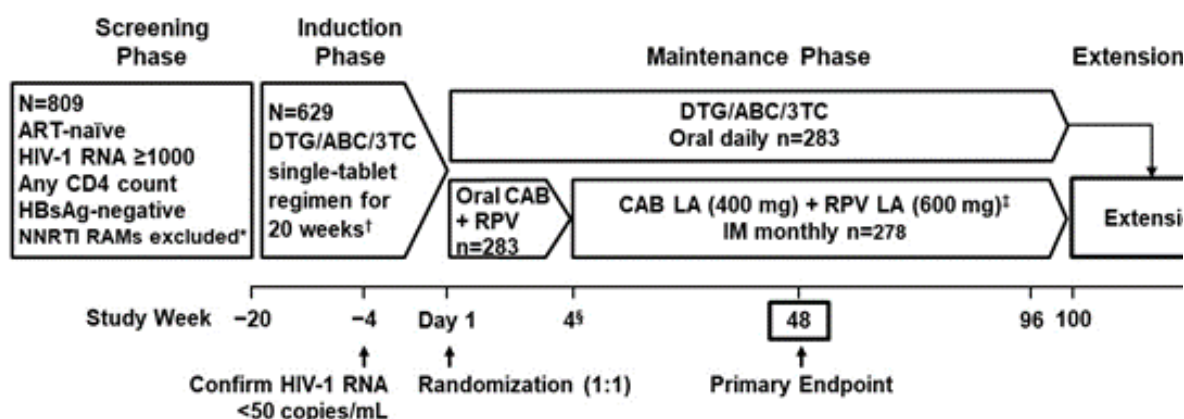 Screening
Phase
Induction
Phase
Maintenance Phase
Extension
N=809
ART-naïve
HIV-1 RNA ≥1000
Any CD4 count
HBsAg-negative
NNRTI RAMs excluded*
N=629
DTG/ABC/3TC
single-tablet
regimen for
20 weeks†
DTG/ABC/3TC
Oral daily n=283
Oral CAB
+ RPV
n=283
CAB LA (400 mg) + RPV LA (600 mg)‡
IM monthly n=278
Extensi
Study Week −20 −4 Day 1 4§ 48 96 100
Confirm HIV-1 RNA
<50 copies/mL
Randomization (1:1)
Primary Endpoint